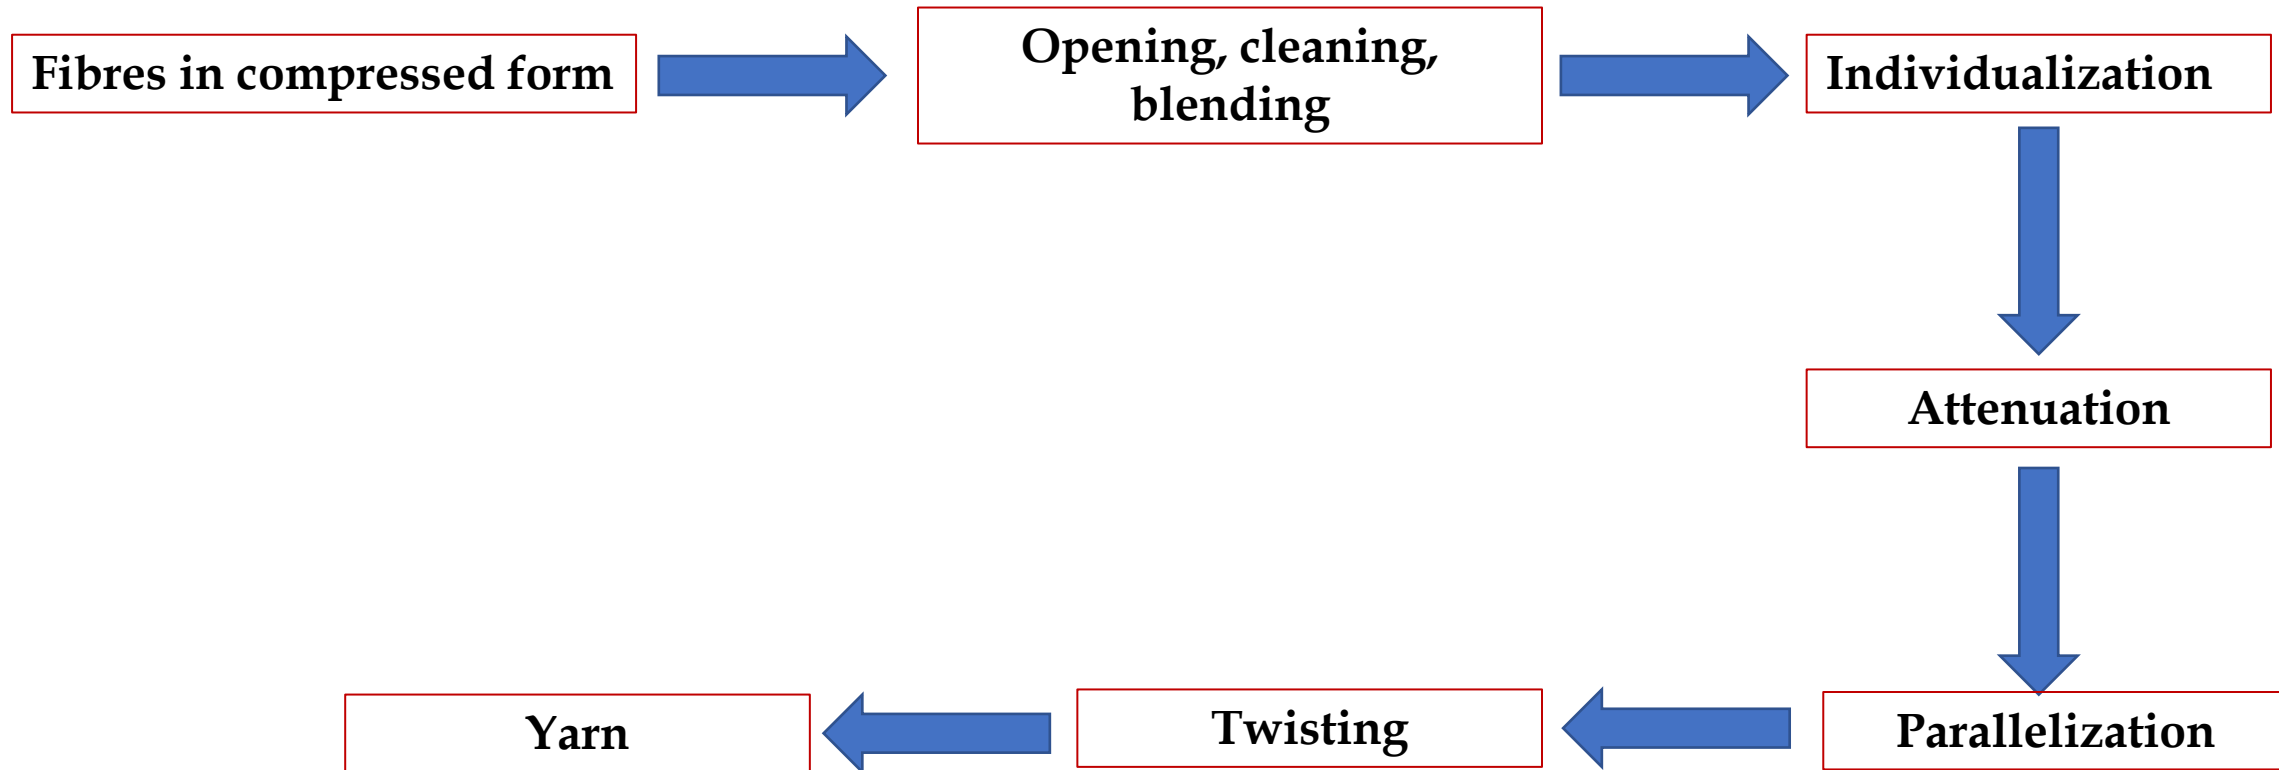 Fibres in compressed form
Opening, cleaning,
blending
Individualization
Attenuation
Parallelization
Twisting
Yarn